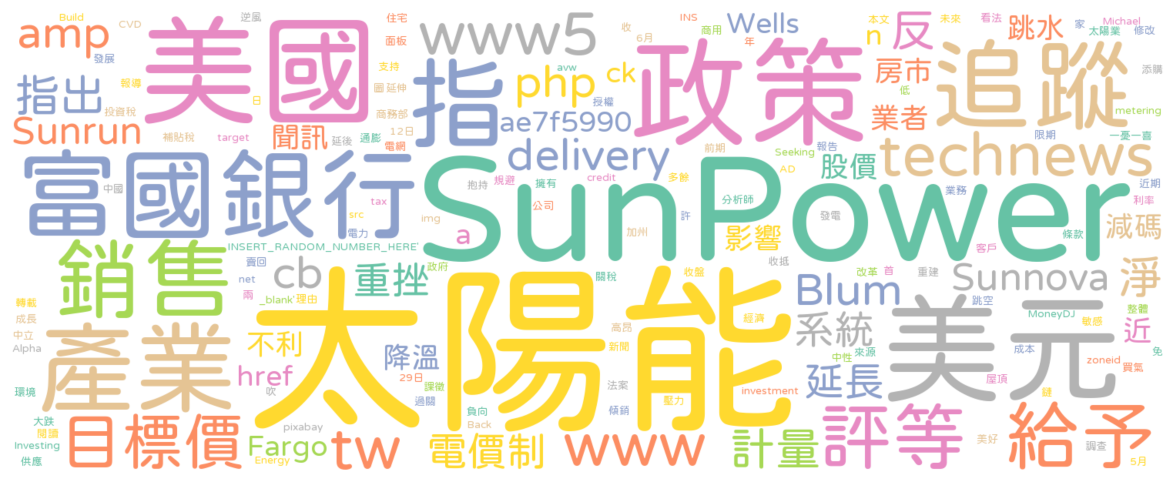 Build CVD 逆風 住宅 INS Wells 年 本文 未來 看法 Michael
amp 美國 www5 收 6月 商用 n 反 跳水 家 太陽業 修改
發展 面板 avw 政策 房市 追蹤 添購
指出 報導 支持 圖 延伸 指 php ck 低 metering
日 投資稅 商務部 授權 業者
Sunrun 補貼稅 target 聞訊 延後 通膨 12日 電網 ae7f5990 前期 Seeking 報告 限期 一憂一喜
富國銀行 delivery 股價 technews
中國 抱持 規避 擁有 credit 多餘 AD 分析師 業務 近期 利率
tax src img SunPower 公司 許 發電 條款 減碼
電力 a 加州 影響 客戶
銷售 INSERT_RANDOM_NUMBER_HERE 賣回 cb 重挫 政府 關稅 收盤 收抵 改革 首 重建 Sunnova 淨
net 雨 _blank 理由 Blum 跳空 整體
轉載 成長 太陽能 高昂 經濟 系統 美元 MoneyDJ 敏感 近
中立 Alpha 產業 不利 降溫 新聞 中性 來源 成本 免
環境 href 29日 過關 課徵 法案 investment 延長 屋頂 zoneid 買氣
大跌 吹 負向 傾銷 壓力 鏈
閱讀 目標價 pixabay Back 評等 美好 給予
Investing Fargo tw 電價制 www 計量 調查
供應 Energy 5月